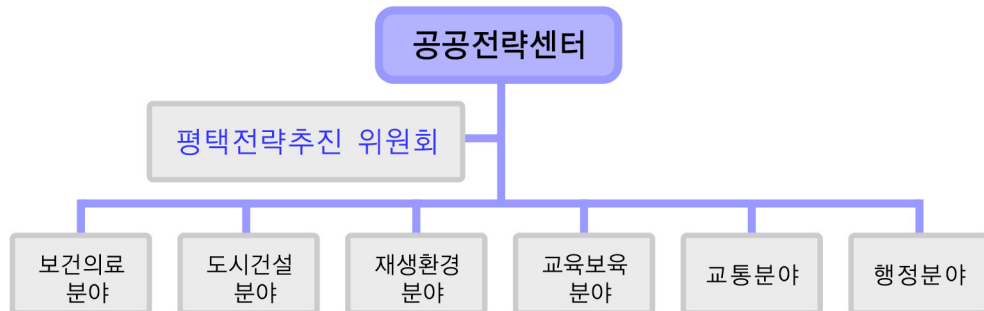 공공전략센터
평택전략추진 위원회
보건의료
분야
도시건설
분야
재생환경
분야
교육보육
분야
교통분야
행정분야